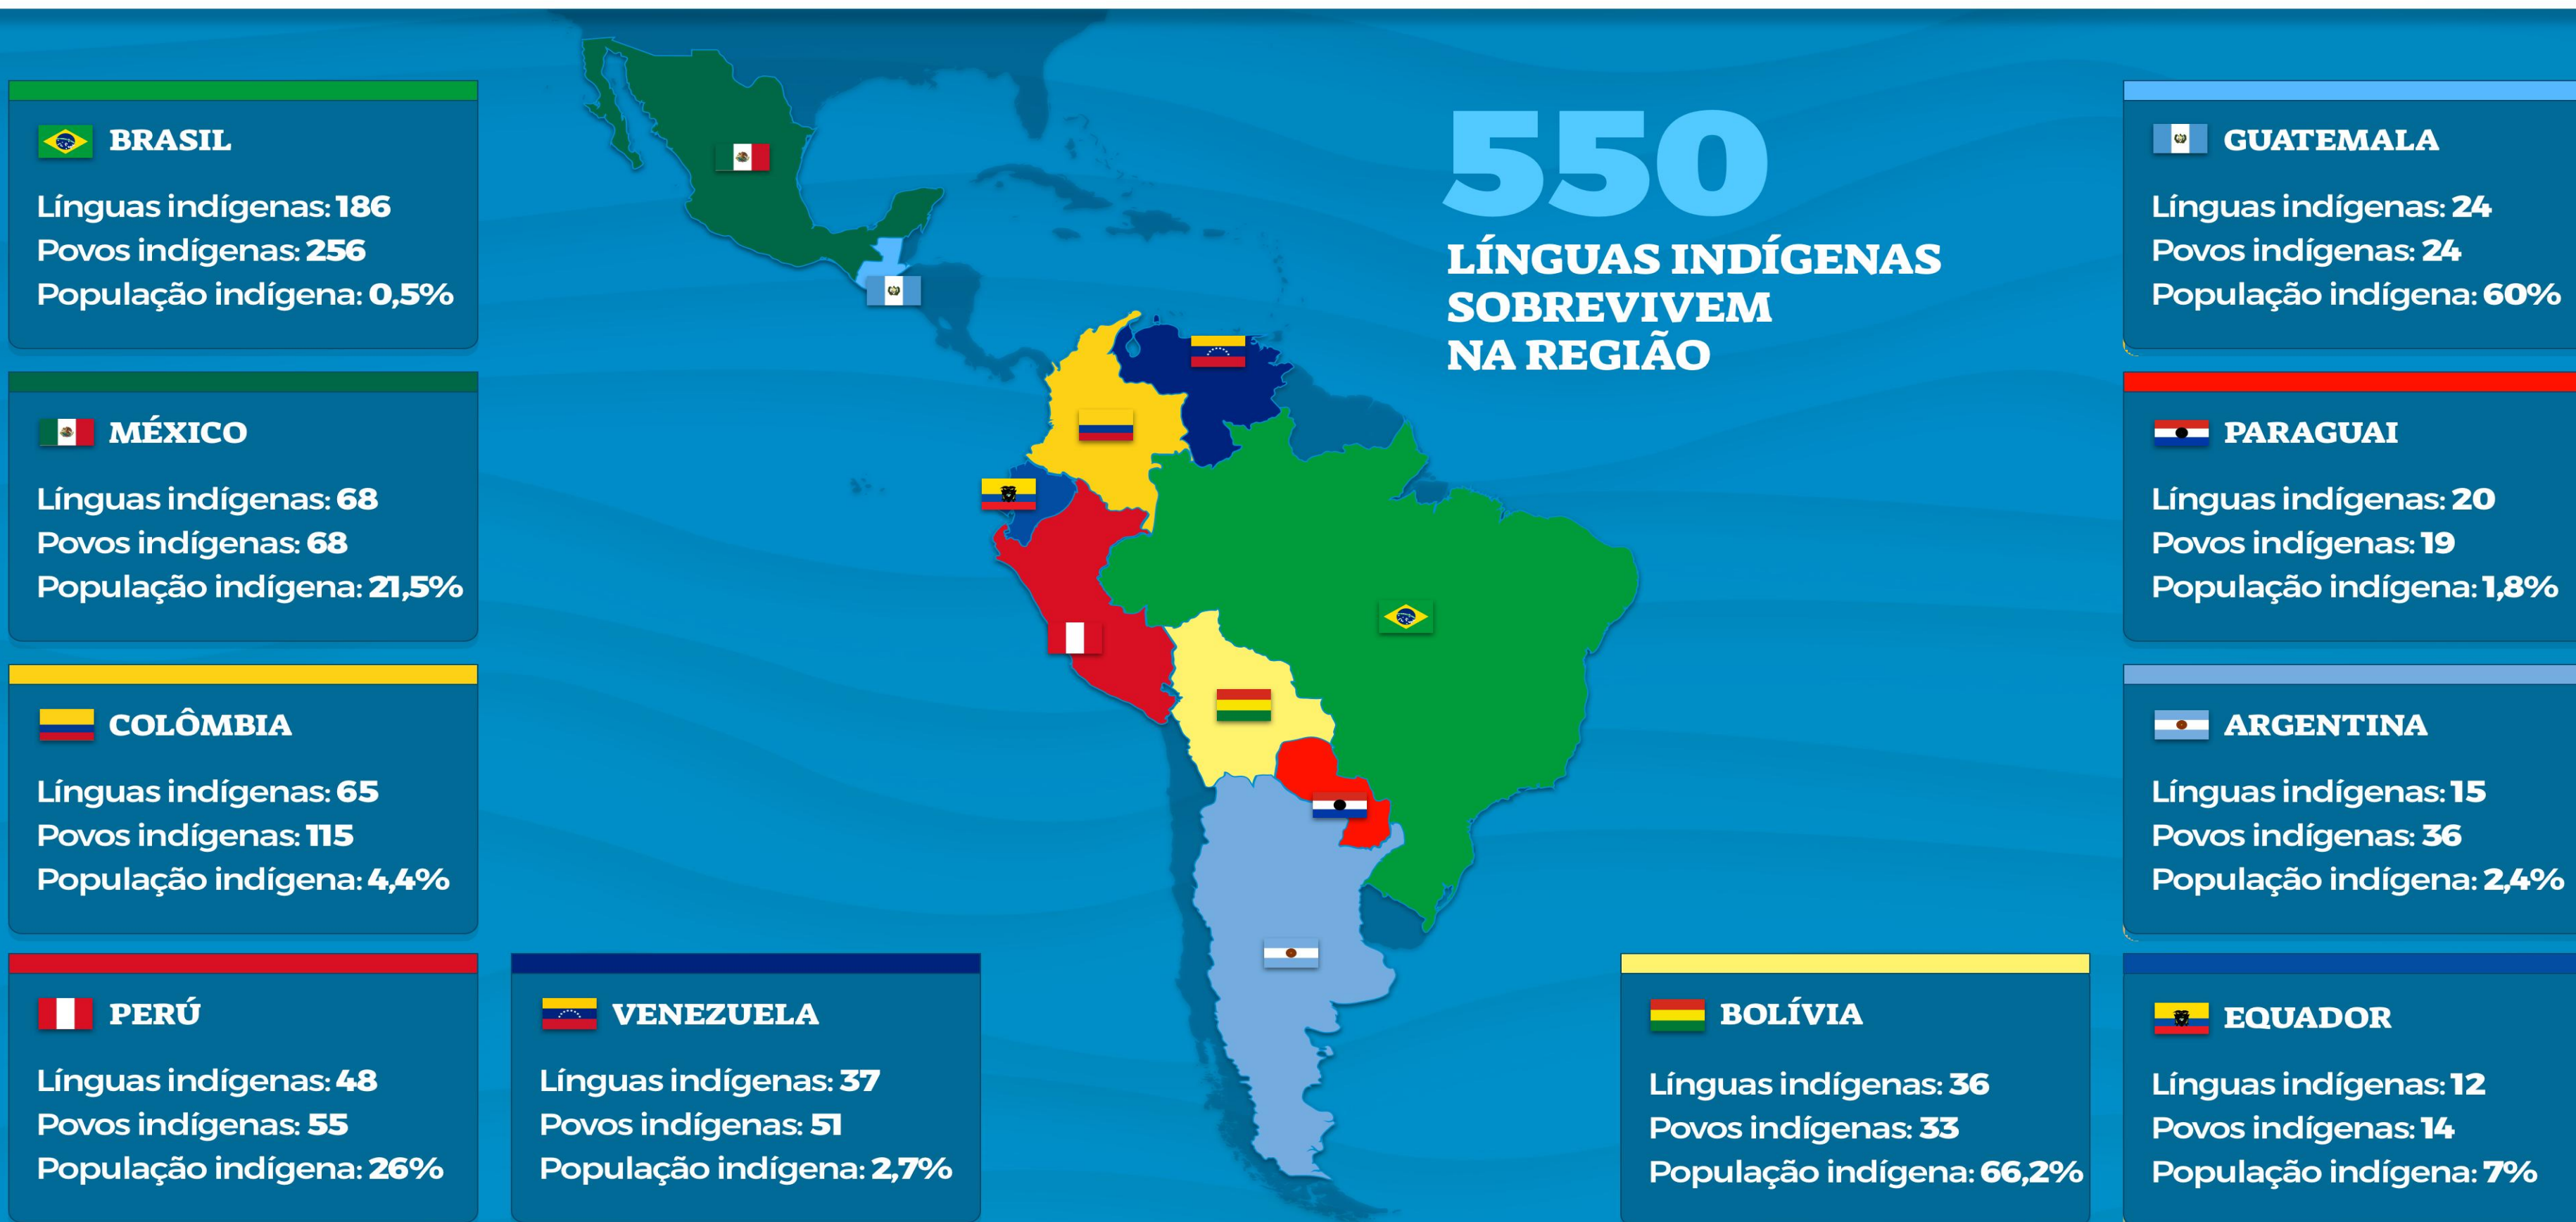 550
LÍNGUAS INDÍGENAS
SOBREVIVEM
NA REGIÃO
BRASIL
Línguas indígenas: 186
Povos indígenas: 256
População indígena: 0,5%
MÉXICO
Línguas indígenas: 68
Povos indígenas: 68
População indígena: 21,5%
COLÔMBIA
Línguas indígenas: 65
Povos indígenas: 115
População indígena: 4,4%
PERÚ
Línguas indígenas: 48
Povos indígenas: 55
População indígena: 26%
VENEZUELA
Línguas indígenas: 37
Povos indígenas: 51
População indígena: 2,7%
BOLÍVIA
Línguas indígenas: 36
Povos indígenas: 33
População indígena: 66,2%
GUATEMALA
Línguas indígenas: 24
Povos indígenas: 24
População indígena: 60%
PARAGUAI
Línguas indígenas: 20
Povos indígenas: 19
População indígena: 1,8%
ARGENTINA
Línguas indígenas: 15
Povos indígenas: 36
População indígena: 2,4%
EQUADOR
Línguas indígenas: 12
Povos indígenas: 14
População indígena: 7%